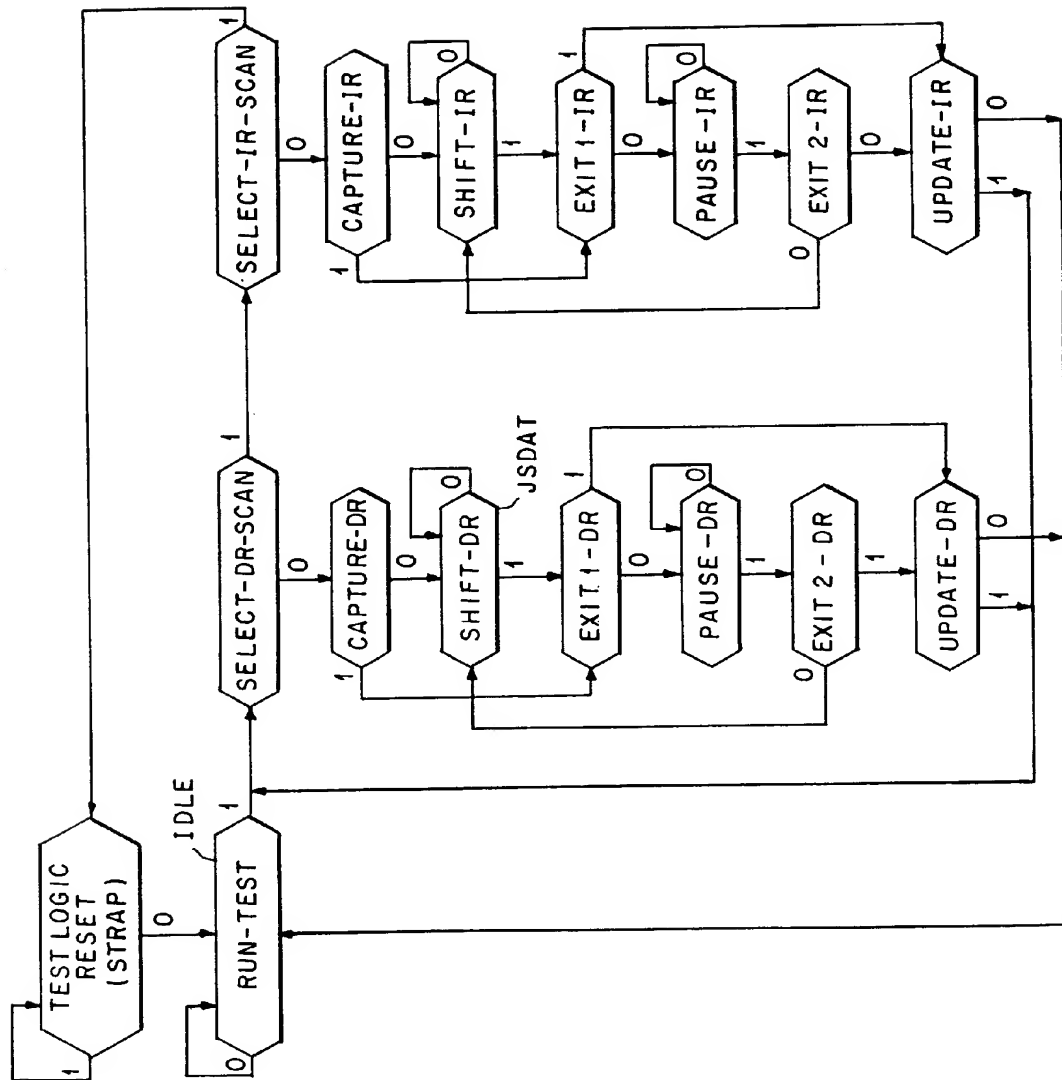 TEST LOGIC
RESET
(STRAP)
1
0
IDLE
RUN-TEST
0
1
SELECT-DR-SCAN
1
0
CAPTURE-DR
1
0
SHIFT-DR
0
JSDAT
1
EXIT 1-DR
1
0
PAUSE-DR
0
1
EXIT 2-DR
0
1
UPDATE-DR
1
0
SELECT-IR-SCAN
1
0
CAPTURE-IR
1
0
SHIFT-IR
0
1
EXIT 1-IR
1
0
PAUSE-IR
0
1
EXIT 2-IR
0
0
UPDATE-IR
1
0